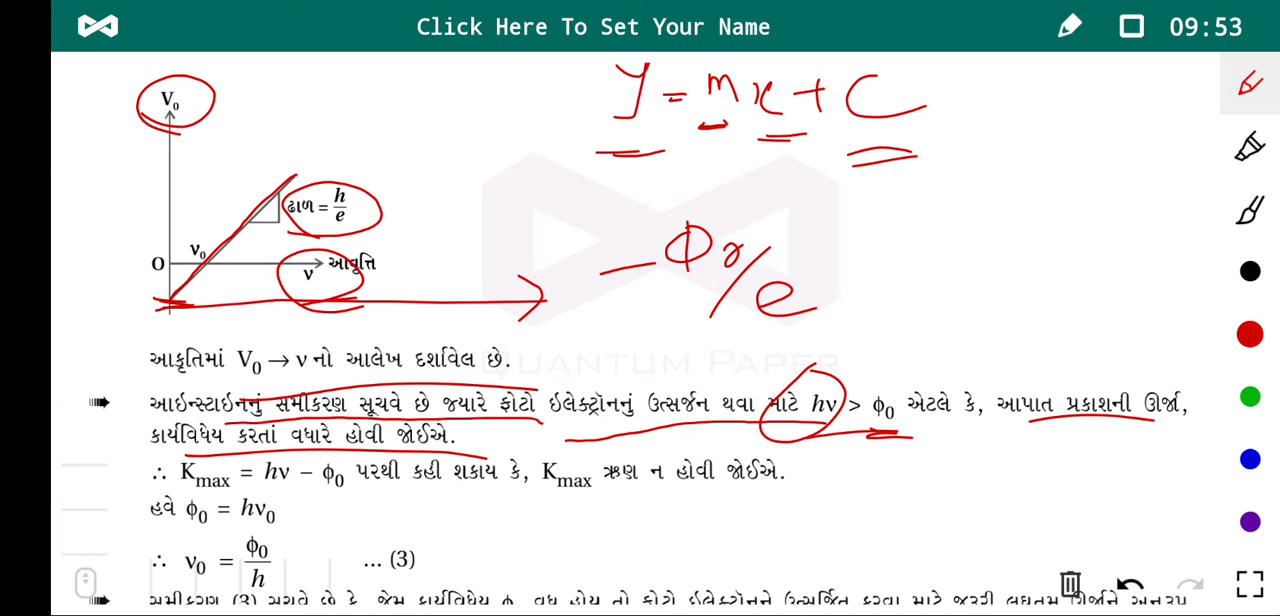 Click Here To Set Your Name
09:53
V₀
y = mx + C
ઢાળ = h/e
ν₀
O
ν
આવૃત્તિ
QUANTUM PAPER
આકૃતિમાં V₀ → ν નો આલેખ દર્શાવેલ છે.
આઇન્સ્ટાઇનનું સમીકરણ સૂચવે છે જ્યારે ફોટો ઇલેક્ટ્રૉનનું ઉત્સર્જન થવા માટે hν > ϕ₀ એટલે કે, આપાત પ્રકાશની ઊર્જા,
કાર્યવિધેય કરતાં વધારે હોવી જોઈએ.
∴ Kmax = hν – ϕ₀ પરથી કહી શકાય કે, Kmax ઋણ ન હોવી જોઈએ.
હવે ϕ₀ = hν₀
∴ ν₀ = ϕ₀/h ... (3)